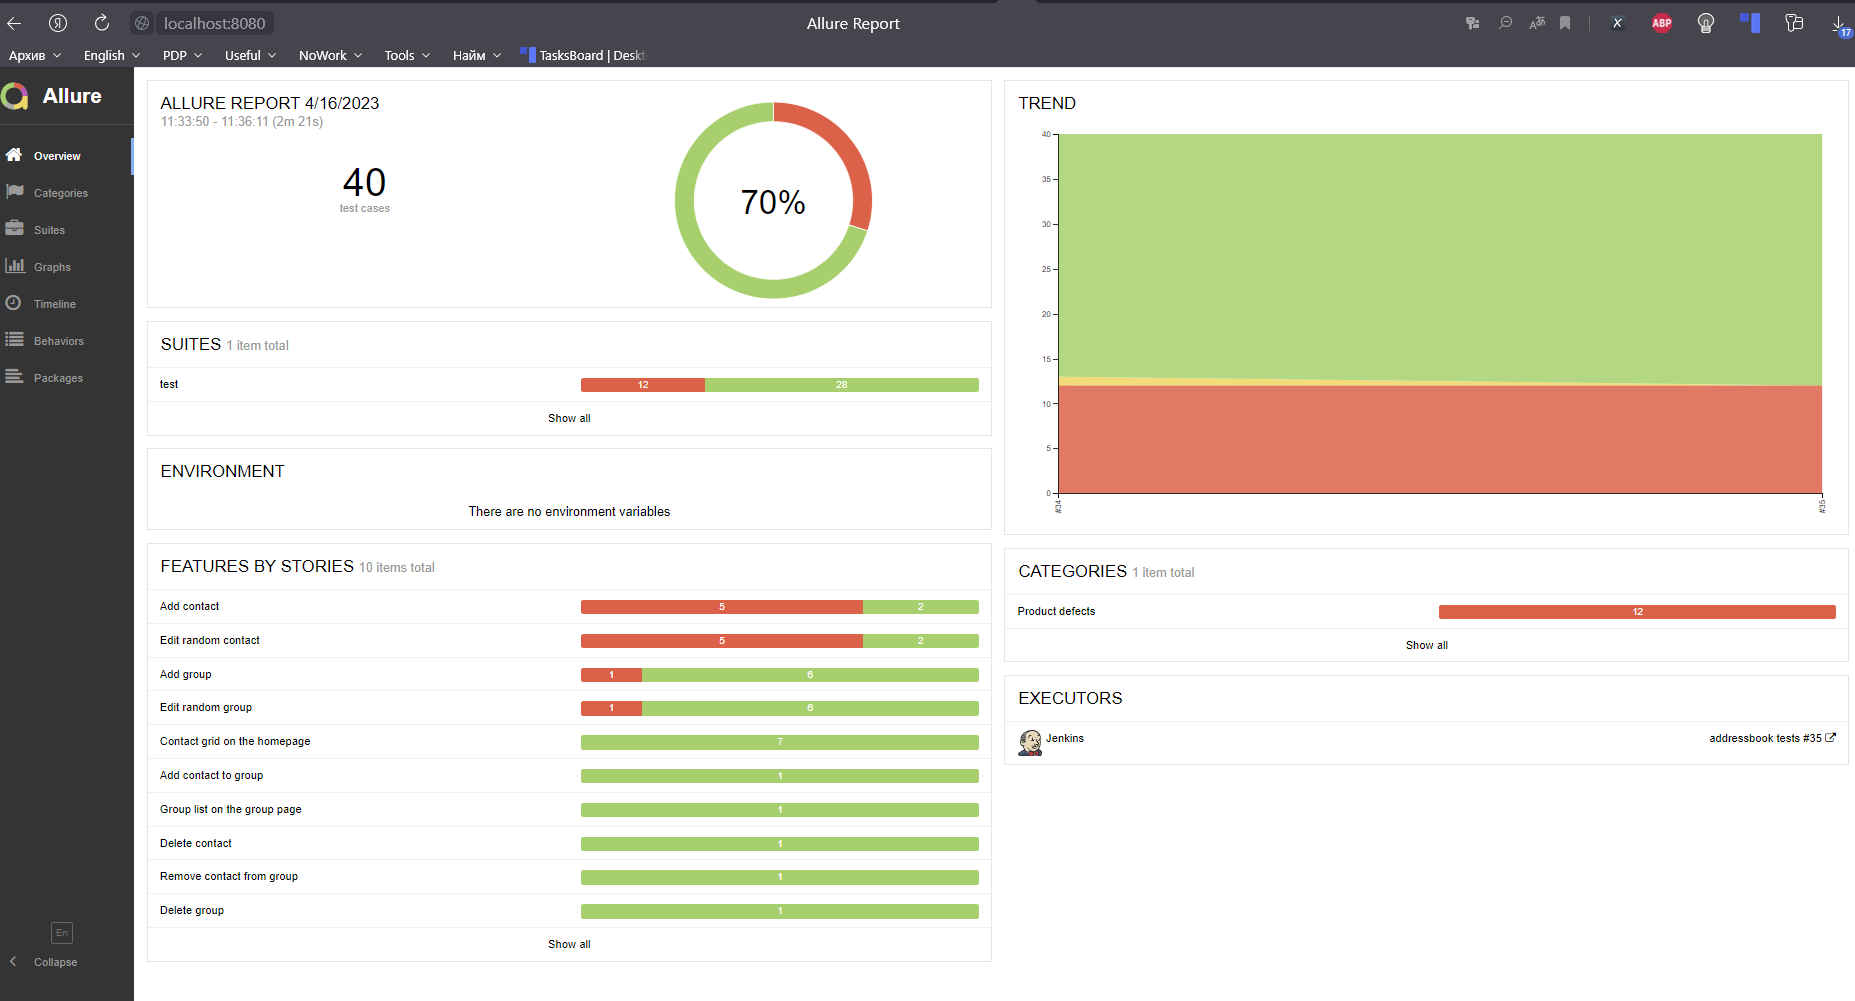 localhost:8080
Allure Report
ABP
17
Архив
English
PDP
Useful
NoWork
Tools
Найм
TasksBoard | Deskt
Allure
Overview
Categories
Suites
Graphs
Timeline
Behaviors
Packages
En
Collapse
ALLURE REPORT 4/16/2023
11:33:50 - 11:36:11 (2m 21s)
40
test cases
70%
SUITES 1 item total
test 12 28
Show all
ENVIRONMENT
There are no environment variables
FEATURES BY STORIES 10 items total
Add contact 5 2
Edit random contact 5 2
Add group 1 6
Edit random group 1 6
Contact grid on the homepage 7
Add contact to group 1
Group list on the group page 1
Delete contact 1
Remove contact from group 1
Delete group 1
Show all
TREND
40
35
30
25
20
15
10
5
0
#34
#35
CATEGORIES 1 item total
Product defects 12
Show all
EXECUTORS
Jenkins addressbook tests #35